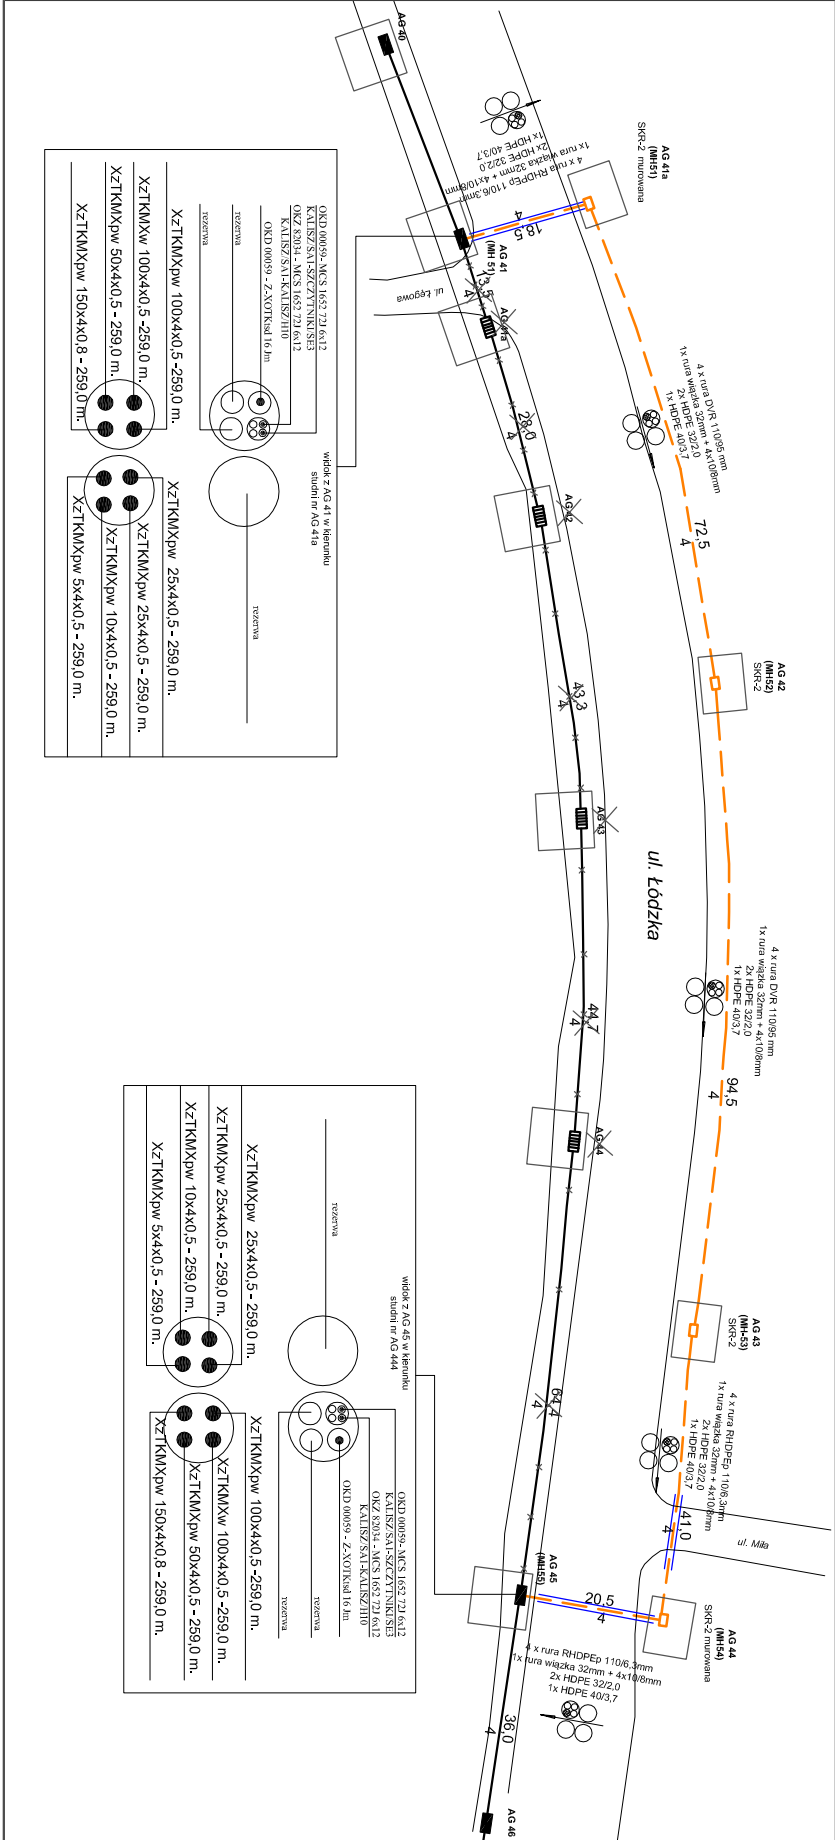 AG 40
AG 41a
(MH51)
SKR-2 murowana
4 x rura RHDPEp 110/6,3mm
1x rura wiązka 32mm + 4x10/8mm
2x HDPE 32/2,0
1x HDPE 40/3,7
18,5
4
AG 41
(MH 51)
ul. Łęgowa
13,5
4
AG 41a
28,0
4
AG 42
4 x rura DVR 110/95 mm
1x rura wiązka 32mm + 4x10/8mm
2x HDPE 32/2,0
1x HDPE 40/3,7
72,5
4
AG 42
(MH52)
SKR-2
43,3
4
AG 43
ul. Łódzka
4 x rura DVR 110/95 mm
1x rura wiązka 32mm + 4x10/8mm
2x HDPE 32/2,0
1x HDPE 40/3,7
94,5
4
44,7
4
AG 44
AG 43
(MH-53)
SKR-2
64,4
4
4 x rura RHDPEp 110/6,3mm
1x rura wiązka 32mm + 4x10/8mm
2x HDPE 32/2,0
1x HDPE 40/3,7
41,0
4
ul. Miła
AG 44
(MH54)
SKR-2 murowana
AG 45
(MH55)
20,5
4
4 x rura RHDPEp 110/6,3mm
1x rura wiązka 32mm + 4x10/8mm
2x HDPE 32/2,0
1x HDPE 40/3,7
36,0
4
AG 46
widok z AG 41 w kierunku
studni nr AG 41a
OKD 00059- MCS 1652 72J 6x12
KALISZ/SA1-SZCZYTNIKI/SE3
OKZ 82034 - MCS 1652 72J 6x12
KALISZ/SA1-KALISZ/H10
OKD 00059 - Z-XOTKtsd 16 Jm
rezerwa
rezerwa
rezerwa
XzTKMXpw 100x4x0,5 -259,0 m.
XzTKMXw 100x4x0,5 -259,0 m.
XzTKMXpw 50x4x0,5 - 259,0 m.
XzTKMXpw 150x4x0,8 - 259,0 m.
XzTKMXpw 25x4x0,5 - 259,0 m.
XzTKMXpw 25x4x0,5 - 259,0 m.
XzTKMXpw 10x4x0,5 - 259,0 m.
XzTKMXpw 5x4x0,5 - 259,0 m.
widok z AG 45 w kierunku
studni nr AG 444
OKD 00059- MCS 1652 72J 6x12
KALISZ/SA1-SZCZYTNIKI/SE3
OKZ 82034 - MCS 1652 72J 6x12
KALISZ/SA1-KALISZ/H10
OKD 00059 - Z-XOTKtsd 16 Jm
rezerwa
rezerwa
rezerwa
XzTKMXpw 25x4x0,5 - 259,0 m.
XzTKMXpw 25x4x0,5 - 259,0 m.
XzTKMXpw 10x4x0,5 - 259,0 m.
XzTKMXpw 5x4x0,5 - 259,0 m.
XzTKMXpw 100x4x0,5 -259,0 m.
XzTKMXw 100x4x0,5 -259,0 m.
XzTKMXpw 50x4x0,5 - 259,0 m.
XzTKMXpw 150x4x0,8 - 259,0 m.